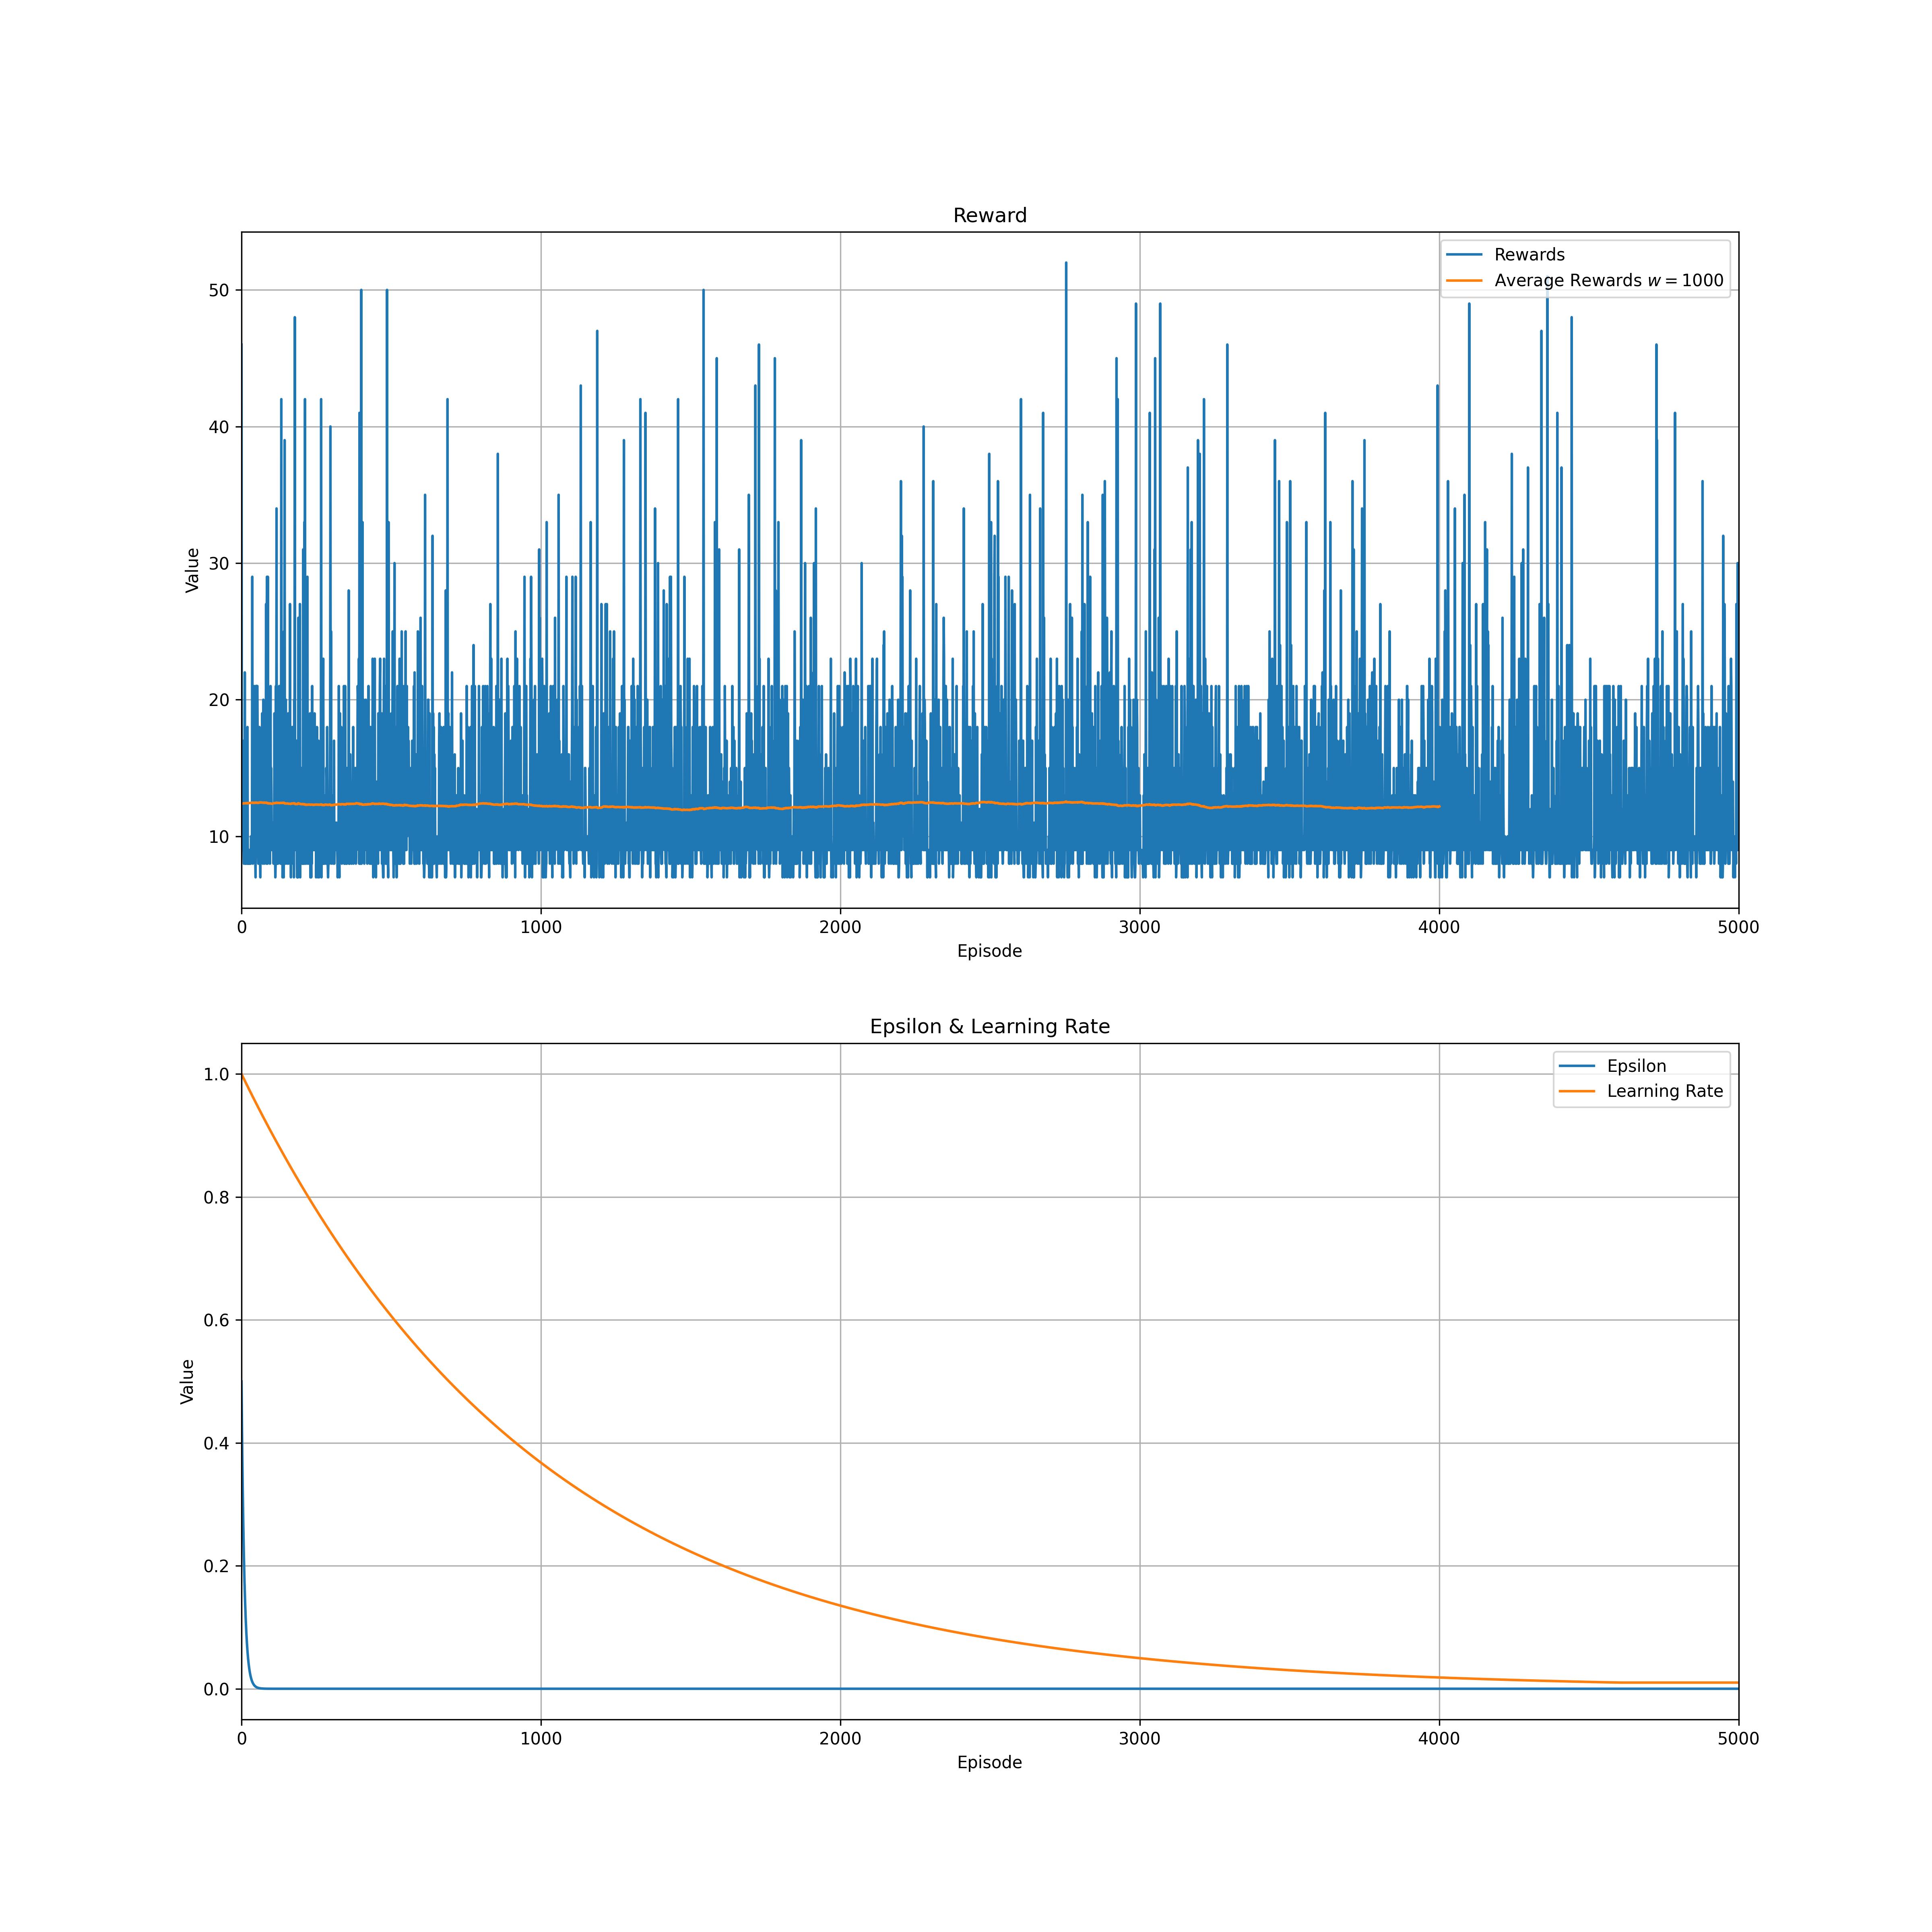 Reward
Rewards
Average Rewards w = 1000
50
40
30
20
10
Value
0 1000 2000 3000 4000 5000
Episode
Epsilon & Learning Rate
Epsilon
Learning Rate
1.0
0.8
0.6
0.4
0.2
0.0
Value
0 1000 2000 3000 4000 5000
Episode